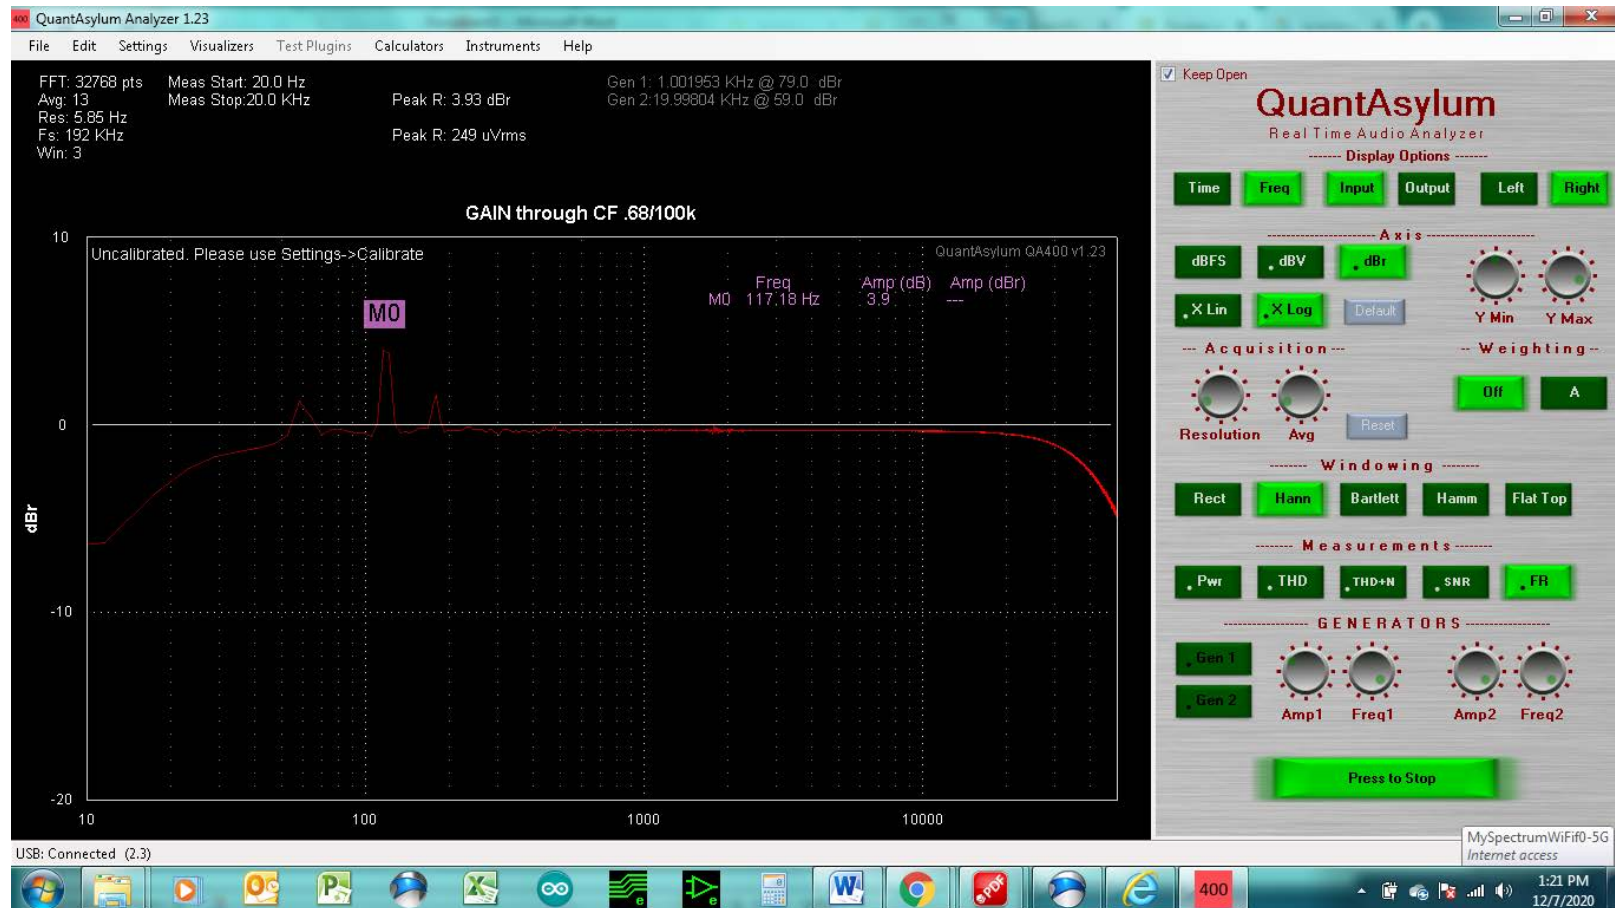 400 QuantAsylum Analyzer 1.23
File Edit Settings Visualizers Test Plugins Calculators Instruments Help
FFT: 32768 pts Meas Start: 20.0 Hz Gen 1: 1.001953 KHz @ 79.0 dBr
Avg: 13 Meas Stop:20.0 KHz Peak R: 3.93 dBr Gen 2:19.99804 KHz @ 59.0 dBr
Res: 5.85 Hz
Fs: 192 KHz Peak R: 249 uVrms
Win: 3
GAIN through CF .68/100k
10
Uncalibrated. Please use Settings->Calibrate QuantAsylum QA400 v1.23
Freq Amp (dB) Amp (dBr)
M0 117.18 Hz 3.9 ---
M0
0
dBr
-10
-20
10 100 1000 10000
Keep Open
QuantAsylum
Real Time Audio Analyzer
------- Display Options -------
Time Freq Input Output Left Right
Axis
dBFS dBV dBr
X Lin X Log Default
Y Min Y Max
--- Acquisition --- -- Weighting --
Off A
Resolution Avg Reset
-------- Windowing --------
Rect Hann Bartlett Hamm Flat Top
-------- Measurements --------
Pwr THD THD+N SNR FR
GENERATORS
Gen 1
Gen 2
Amp1 Freq1 Amp2 Freq2
Press to Stop
MySpectrumWiFif0-5G
Internet access
USB: Connected (2.3)
400
1:21 PM
12/7/2020